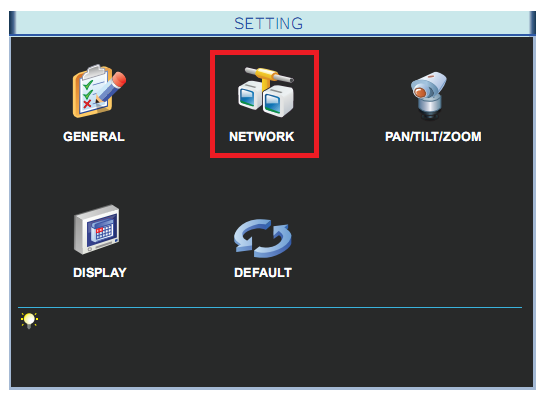 SETTING
GENERAL
NETWORK
PAN/TILT/ZOOM
DISPLAY
DEFAULT